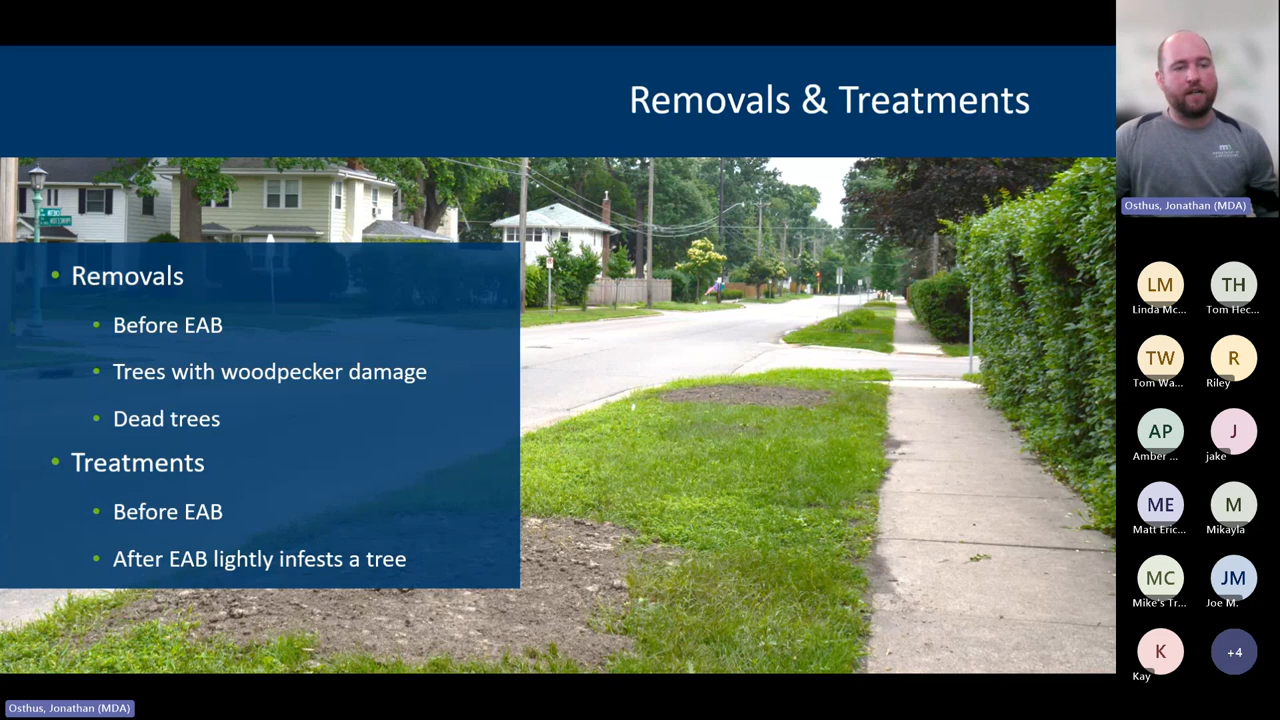 Removals & Treatments
• Removals
• Before EAB
• Trees with woodpecker damage
• Dead trees
• Treatments
• Before EAB
• After EAB lightly infests a tree
Osthus, Jonathan (MDA)
LM
Linda Mc...
TH
Tom Hec...
TW
Tom Wa...
R
Riley
AP
Amber ...
J
jake
ME
Matt Eric...
M
Mikayla
MC
Mike's Tr...
JM
Joe M.
K
Kay
+4
Osthus, Jonathan (MDA)